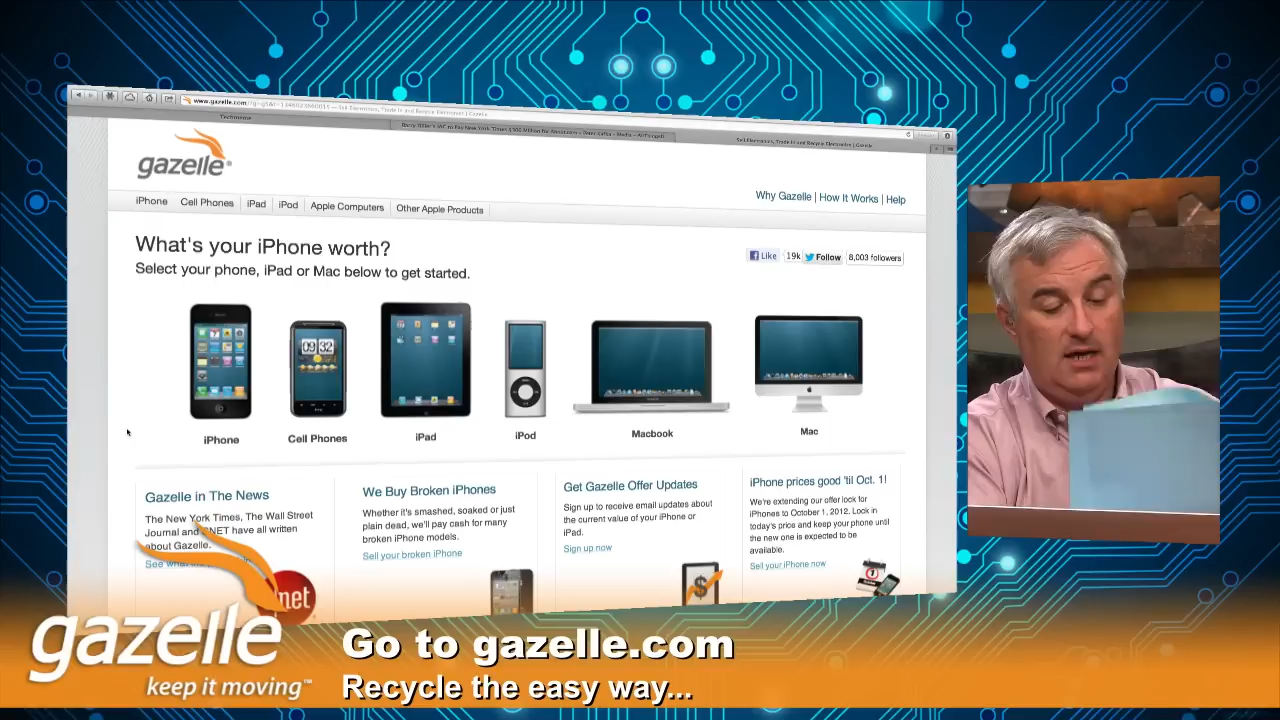 www.gazelle.com
Techmeme
gazelle
iPhone
Cell Phones
iPad
iPod
Apple Computers
Other Apple Products
Why Gazelle | How It Works | Help
What's your iPhone worth?
Select your phone, iPad or Mac below to get started.
Like
19k
Follow
8,003 followers
09 32
iPhone
Cell Phones
iPad
iPod
Macbook
Mac
Gazelle in The News
The New York Times, The Wall Street
Journal and CNET have all written
about Gazelle.
We Buy Broken iPhones
Whether it's smashed, soaked or just
plain dead, we'll pay cash for many
broken iPhone models.
Sell your broken iPhone
Get Gazelle Offer Updates
Sign up to receive email updates about
the current value of your iPhone or
iPad.
Sign up now
iPhone prices good 'til Oct. 1!
We're extending our offer lock for
iPhones to October 1, 2012. Lock in
today's price and keep your phone until
the new one is expected to be
available.
Sell your iPhone now
net
gazelle
keep it moving™
Go to gazelle.com
Recycle the easy way...